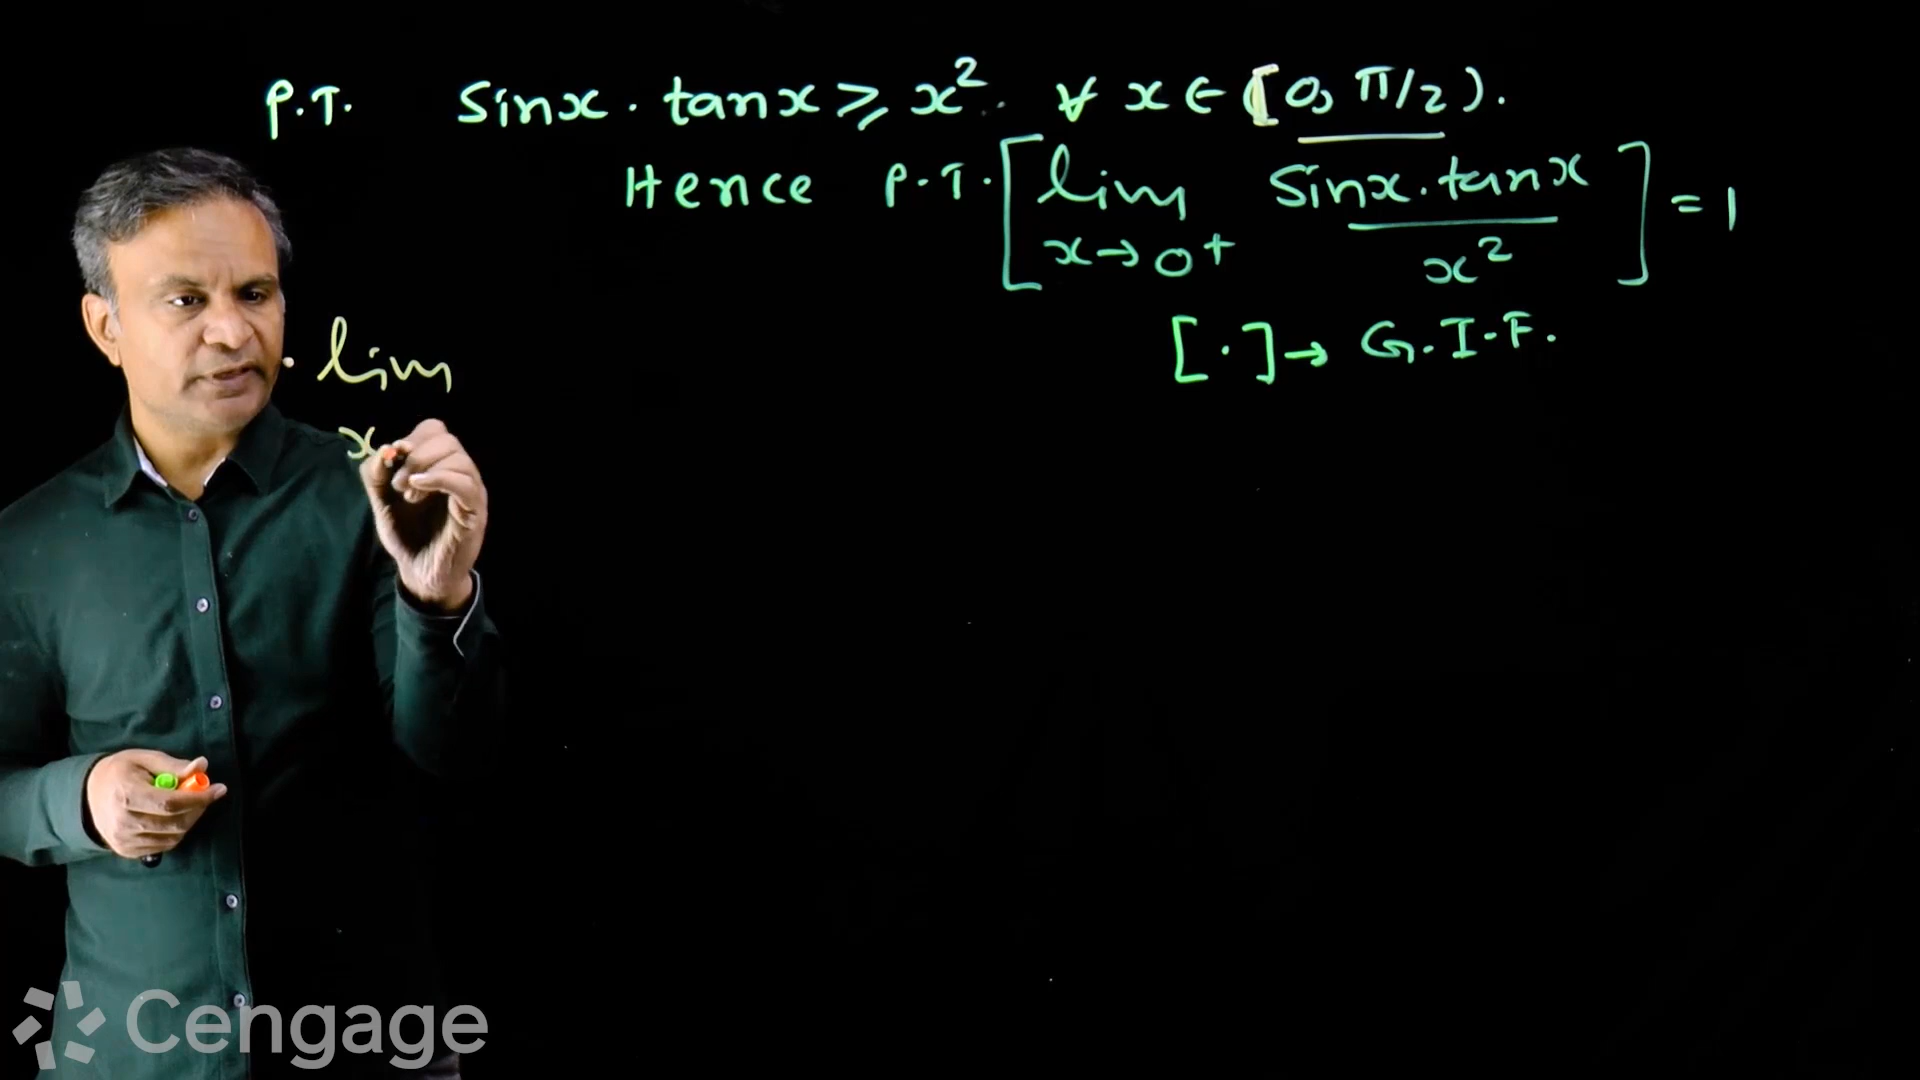 P.T. sinx . tanx ⩾ x². ∀ x ∈ [0, π/2).
Hence P.T. [ lim x→0+ sinx . tanx / x² ] = 1
[·] → G.I.F.
lim
x
Cengage